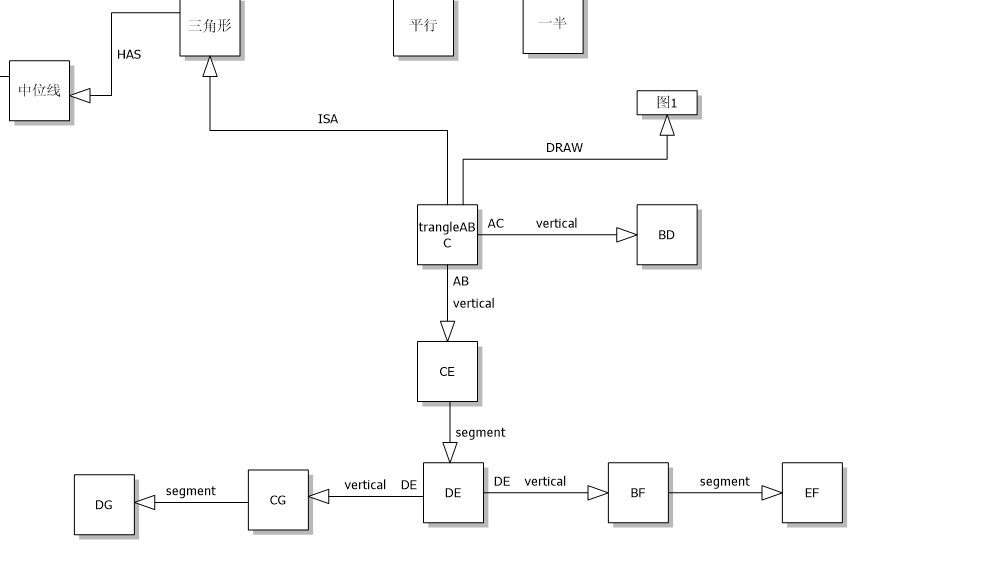 三角形
平行
一半
HAS
中位线
图1
ISA
DRAW
trangleAB
C
AC
vertical
BD
AB
vertical
CE
segment
DG
segment
CG
vertical
DE
DE
DE
vertical
BF
segment
EF